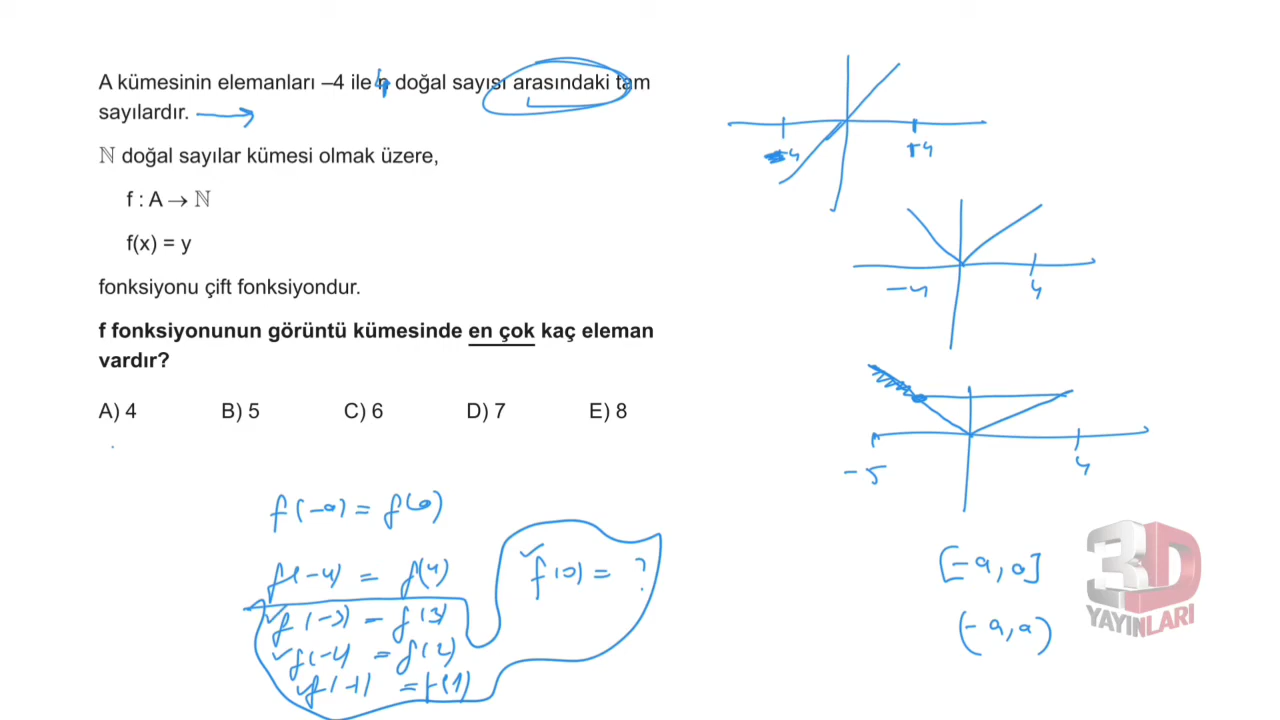 A kümesinin elemanları –4 ile 4 doğal sayısı arasındaki tam
sayılardır.
ℕ doğal sayılar kümesi olmak üzere,
f : A → ℕ
f(x) = y
fonksiyonu çift fonksiyondur.
f fonksiyonunun görüntü kümesinde en çok kaç eleman
vardır?
A) 4 B) 5 C) 6 D) 7 E) 8
f(-a) = f(a)
f(-4) = f(4)
f(-3) = f(3)
f(-2) = f(2)
f(-1) = f(1)
f(0) = ?
-4 4
-4 4
-5 4
[-a, a]
(-a, a)
3D
YAYINLARI